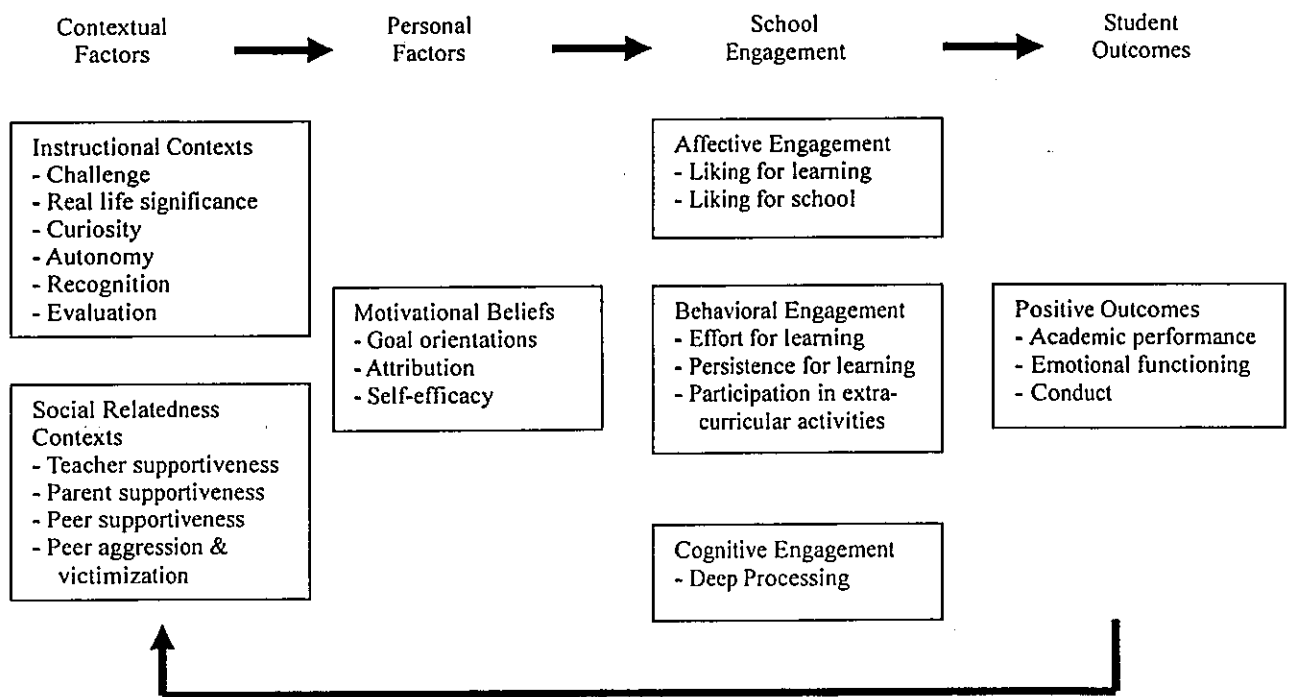 Contextual
Factors
Personal
Factors
School
Engagement
Student
Outcomes
Instructional Contexts
- Challenge
- Real life significance
- Curiosity
- Autonomy
- Recognition
- Evaluation
Social Relatedness
Contexts
- Teacher supportiveness
- Parent supportiveness
- Peer supportiveness
- Peer aggression &
victimization
Motivational Beliefs
- Goal orientations
- Attribution
- Self-efficacy
Affective Engagement
- Liking for learning
- Liking for school
Behavioral Engagement
- Effort for learning
- Persistence for learning
- Participation in extra-
curricular activities
Cognitive Engagement
- Deep Processing
Positive Outcomes
- Academic performance
- Emotional functioning
- Conduct